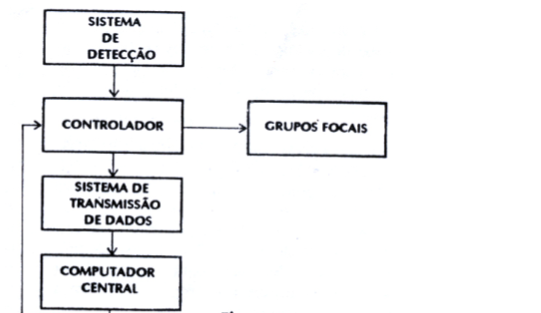 SISTEMA
DE
DETECÇÃO
CONTROLADOR
GRUPOS FOCAIS
SISTEMA DE
TRANSMISSÃO
DE DADOS
COMPUTADOR
CENTRAL